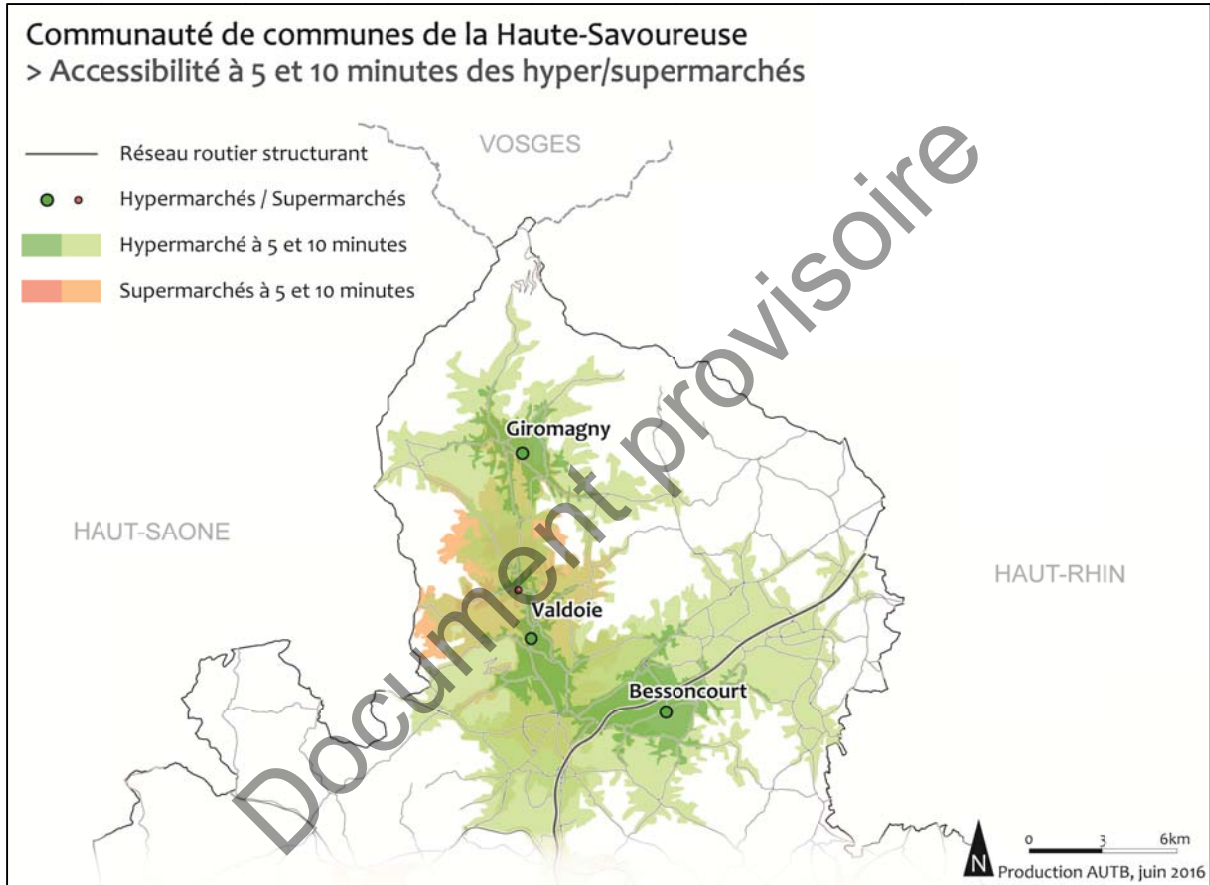 Communauté de communes de la Haute-Savoureuse
> Accessibilité à 5 et 10 minutes des hyper/supermarchés
VOSGES
Réseau routier structurant
Hypermarchés / Supermarchés
Hypermarché à 5 et 10 minutes
Supermarchés à 5 et 10 minutes
Giromagny
HAUT-SAONE
HAUT-RHIN
Valdoie
Bessoncourt
Document provisoire
0 3 6km
N
Production AUTB, juin 2016